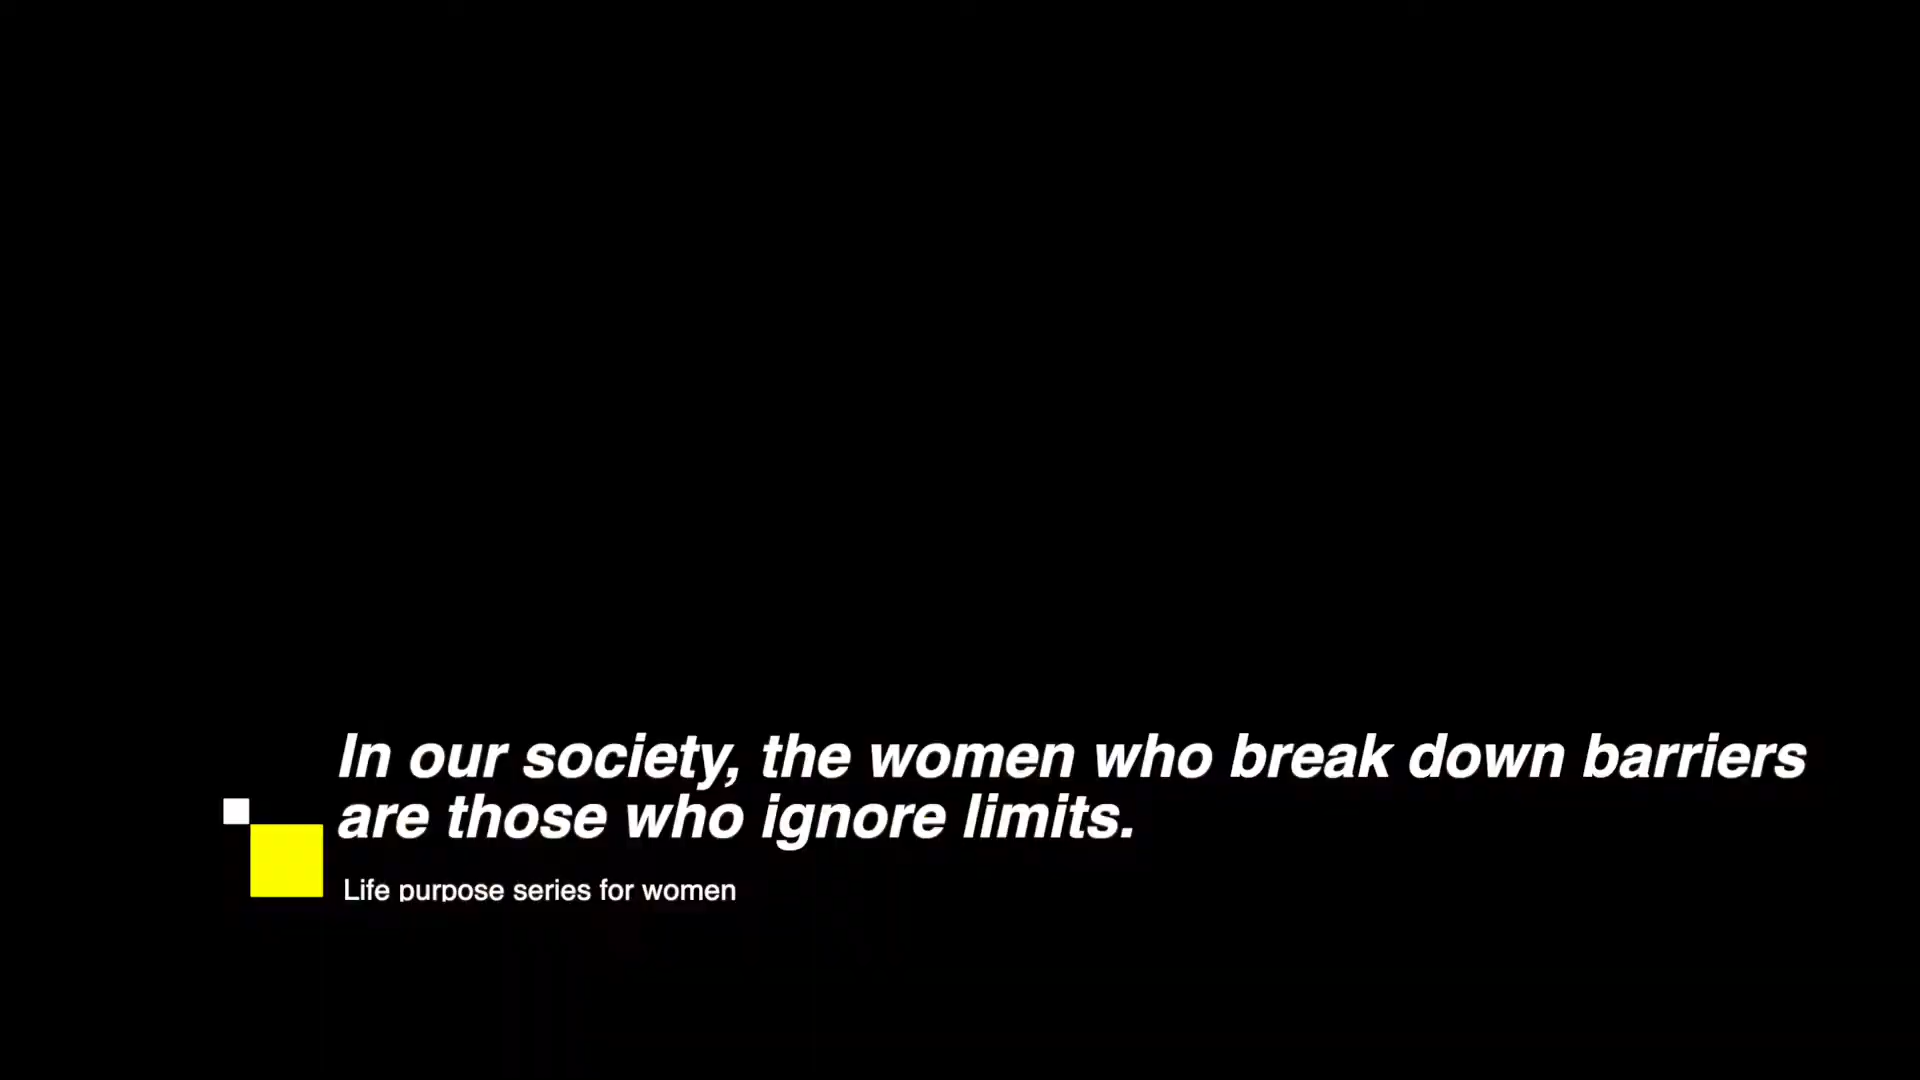 In our society, the women who break down barriers
are those who ignore limits.
Life purpose series for women